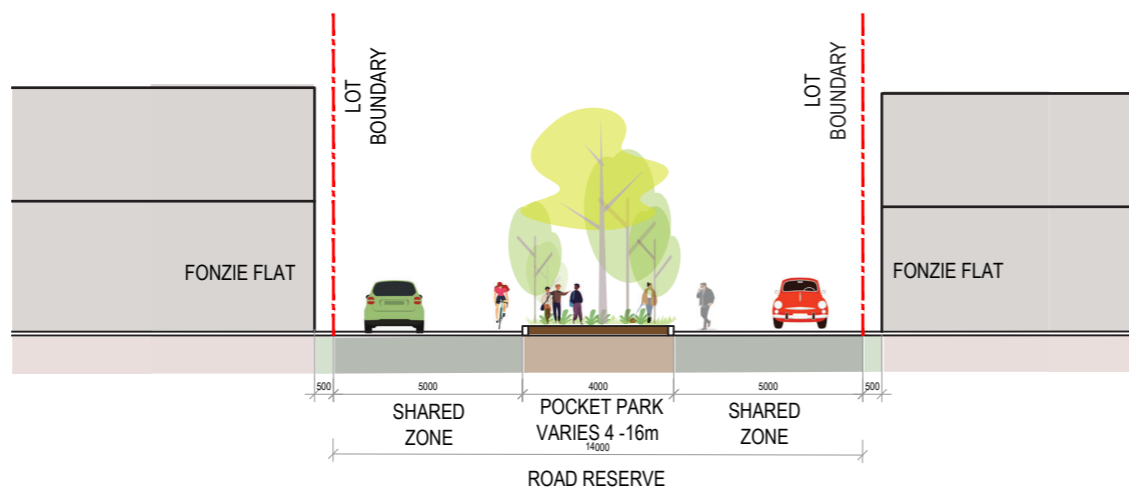 LOT
BOUNDARY
LOT
BOUNDARY
FONZIE FLAT
FONZIE FLAT
500
5000
4000
5000
500
SHARED
ZONE
POCKET PARK
VARIES 4 -16m
SHARED
ZONE
14000
ROAD RESERVE